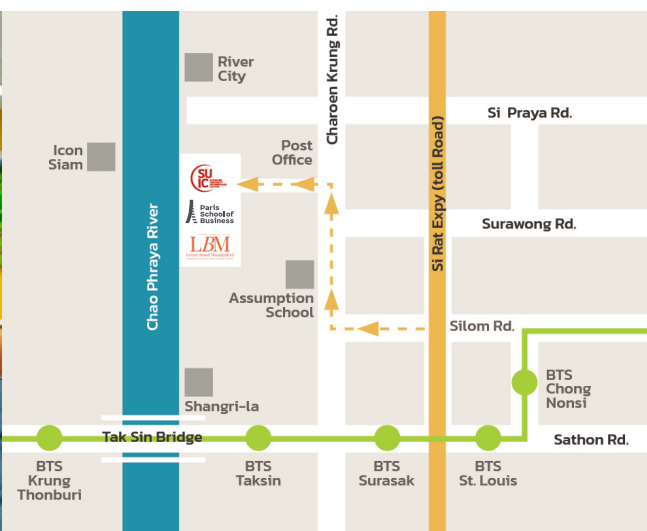 River
City
Charoen Krung Rd.
Si Praya Rd.
Icon
Siam
Post
Office
SU
IC
Paris
School of
Business
Surawong Rd.
Si Rat Expy (toll Road)
Chao Phraya River
LBM
Assumption
School
Silom Rd.
BTS
Chong
Nonsi
Shangri-la
Tak Sin Bridge
Sathon Rd.
BTS
Krung
Thonburi
BTS
Taksin
BTS
Surasak
BTS
St. Louis